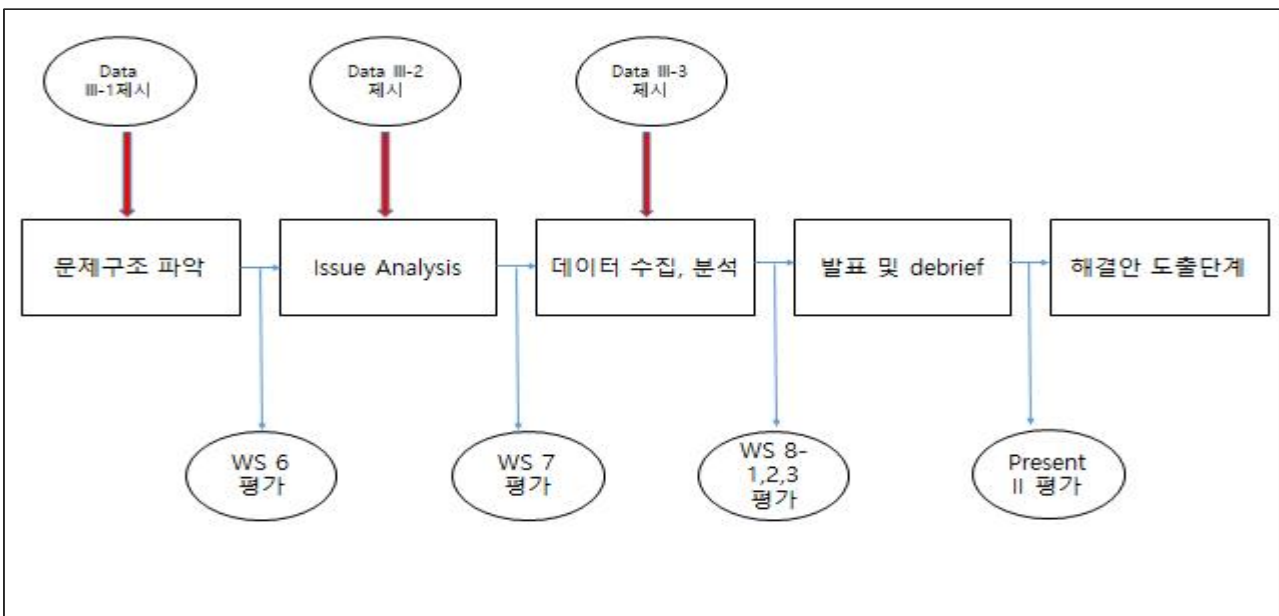 Data
Ⅲ-1제시
Data Ⅲ-2
제시
Data Ⅲ-3
제시
문제구조 파악
Issue Analysis
데이터 수집, 분석
발표 및 debrief
해결안 도출단계
WS 6
평가
WS 7
평가
WS 8-
1,2,3
평가
Present
Ⅱ 평가